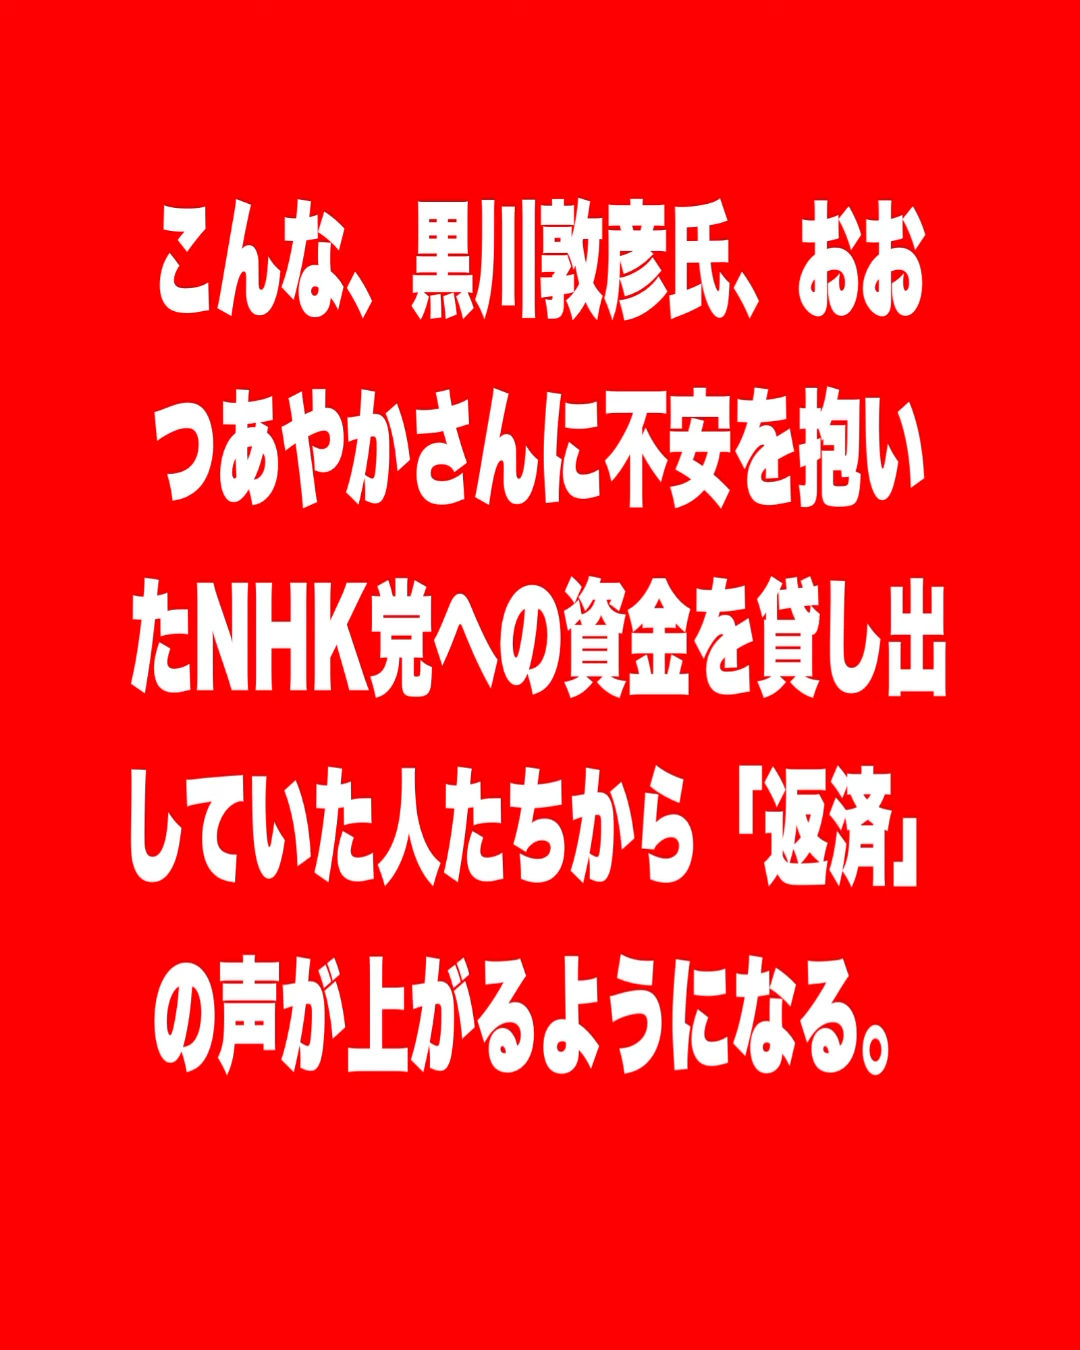 こんな、黒川敦彦氏、おお
つあやかさんに不安を抱い
たNHK党への資金を貸し出
していた人たちから「返済」
の声が上がるようになる。